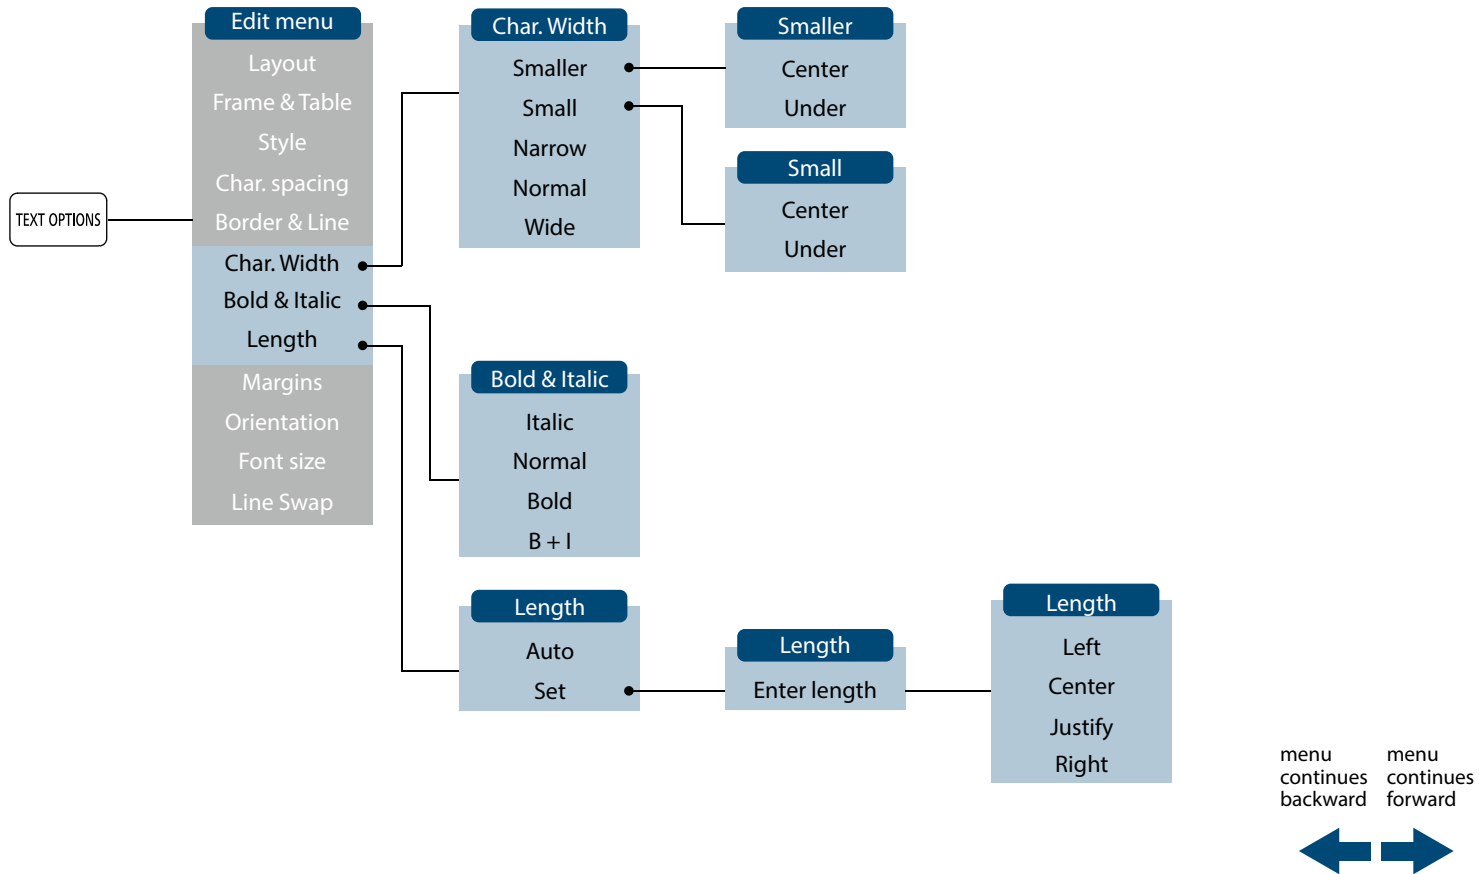 TEXT OPTIONS
Edit menu
Layout
Frame & Table
Style
Char. spacing
Border & Line
Char. Width
Bold & Italic
Length
Margins
Orientation
Font size
Line Swap
Char. Width
Smaller
Small
Narrow
Normal
Wide
Smaller
Center
Under
Small
Center
Under
Bold & Italic
Italic
Normal
Bold
B + I
Length
Auto
Set
Length
Enter length
Length
Left
Center
Justify
Right
menu
continues
backward
menu
continues
forward